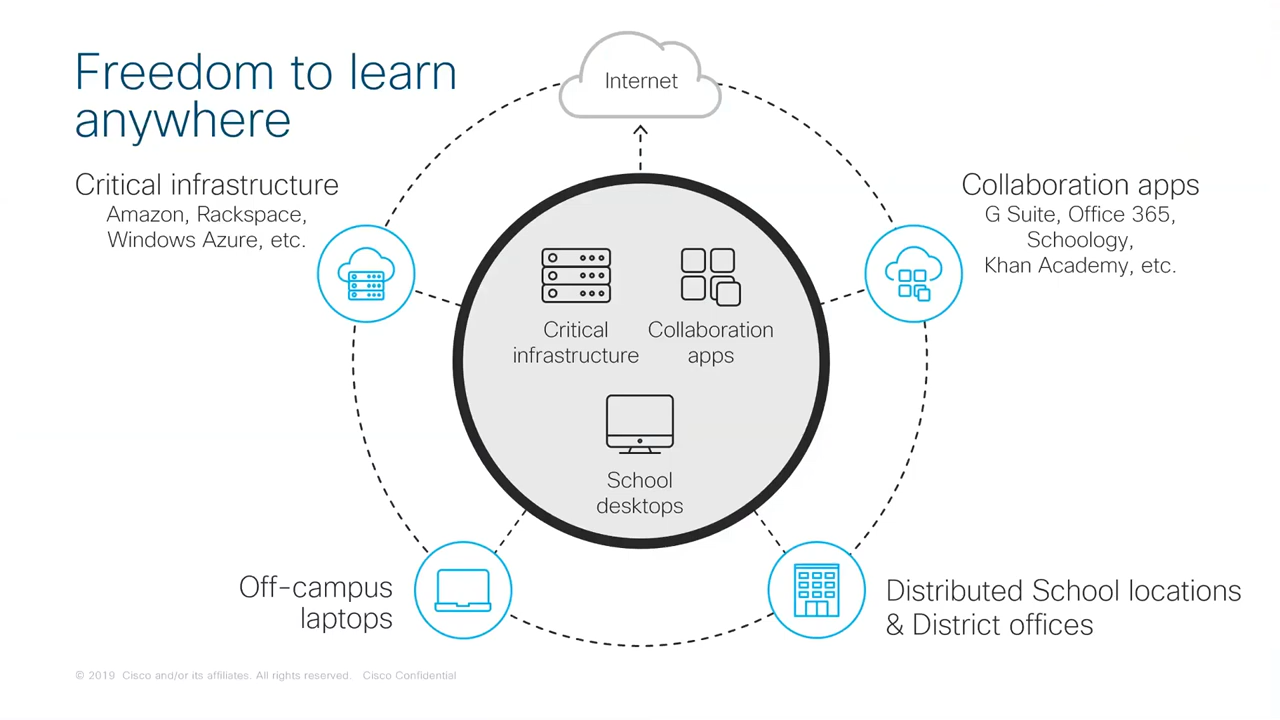 Freedom to learn
anywhere
Internet
Critical infrastructure
Amazon, Rackspace,
Windows Azure, etc.
Collaboration apps
G Suite, Office 365,
Schoology,
Khan Academy, etc.
Critical
infrastructure
Collaboration
apps
School
desktops
Off-campus
laptops
Distributed School locations
& District offices
© 2019 Cisco and/or its affiliates. All rights reserved. Cisco Confidential